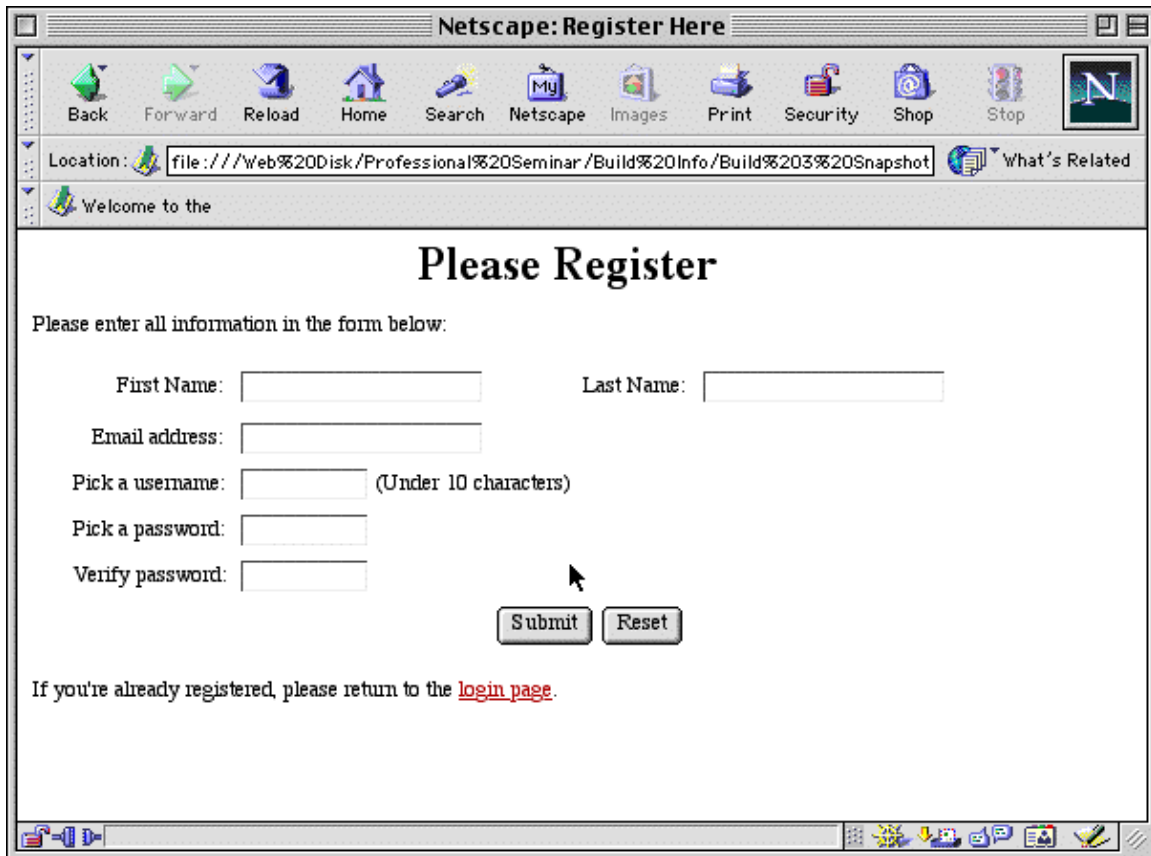 Netscape: Register Here
Back Forward Reload Home Search My Netscape Images Print Security Shop Stop N
Location: file:///Web%20Disk/Professional%20Seminar/Build%20Info/Build%203%20Snapshot What's Related
Welcome to the
Please Register
Please enter all information in the form below:
First Name: Last Name:
Email address:
Pick a username: (Under 10 characters)
Pick a password:
Verify password:
Submit Reset
If you're already registered, please return to the login page.